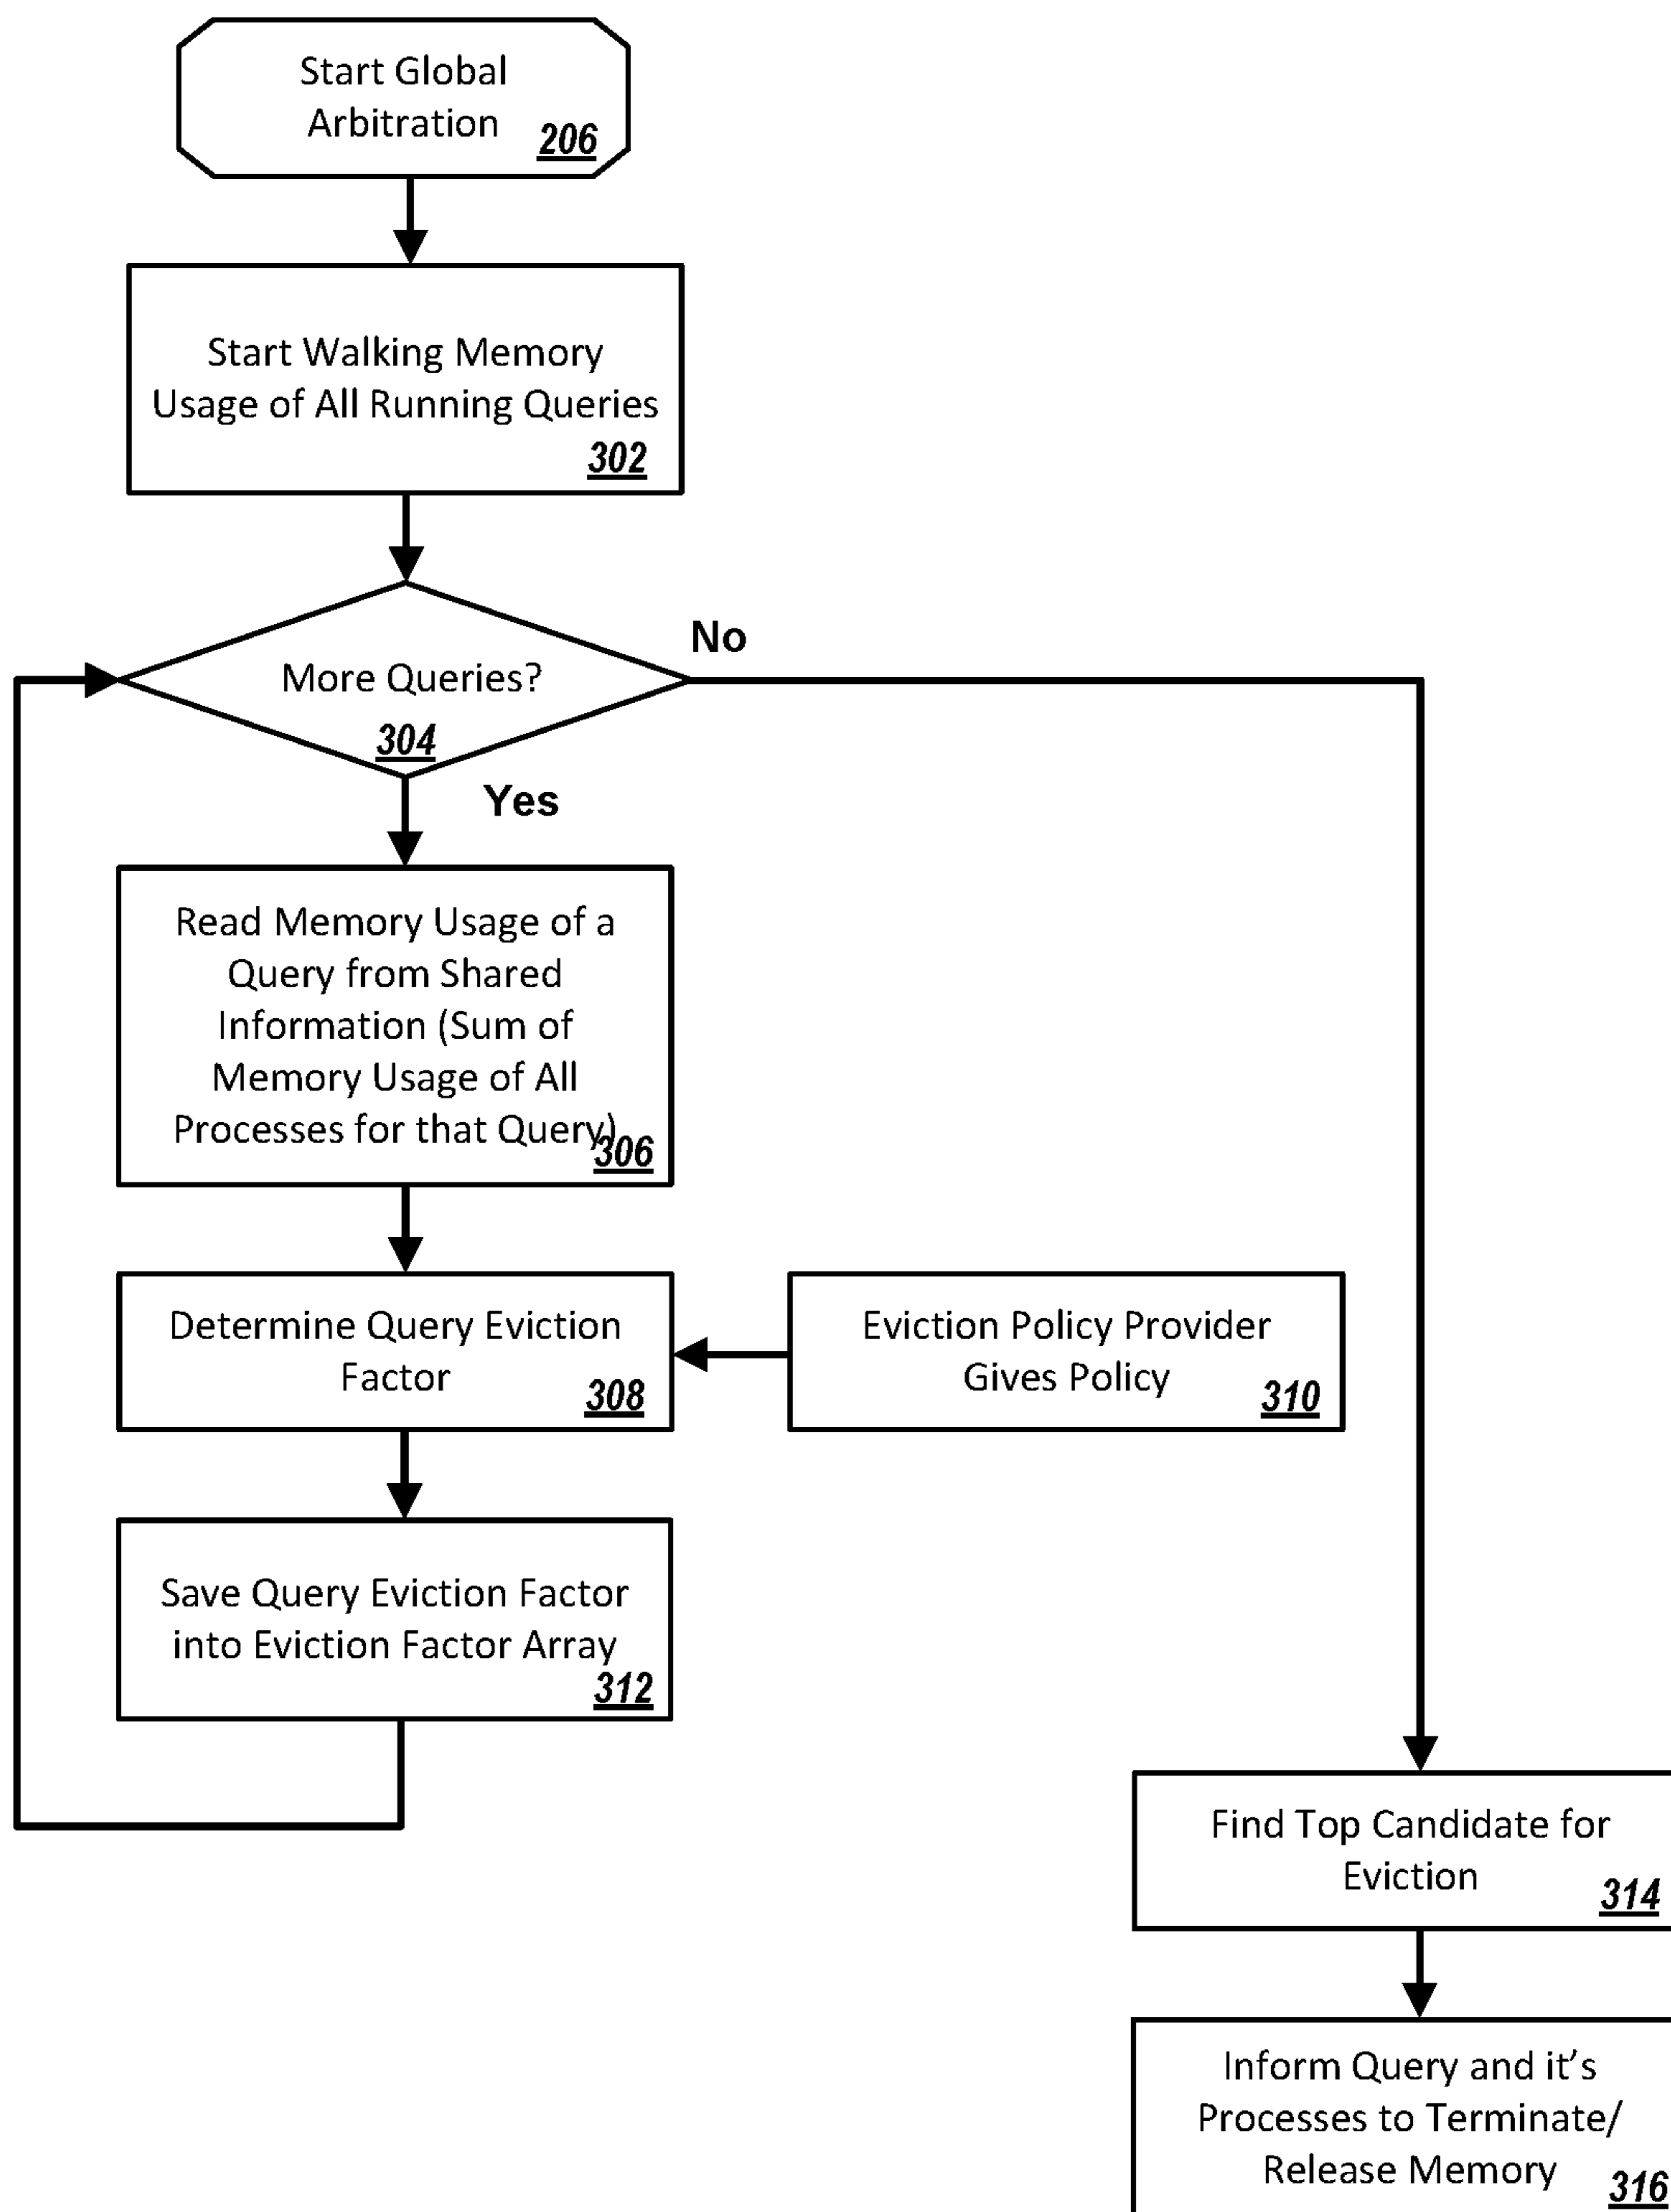 Start Global
Arbitration
206
Start Walking Memory
Usage of All Running Queries
302
More Queries?
304
No
Yes
Read Memory Usage of a
Query from Shared
Information (Sum of
Memory Usage of All
Processes for that Query)
306
Determine Query Eviction
Factor
308
Eviction Policy Provider
Gives Policy
310
Save Query Eviction Factor
into Eviction Factor Array
312
Find Top Candidate for
Eviction
314
Inform Query and it’s
Processes to Terminate/
Release Memory
316